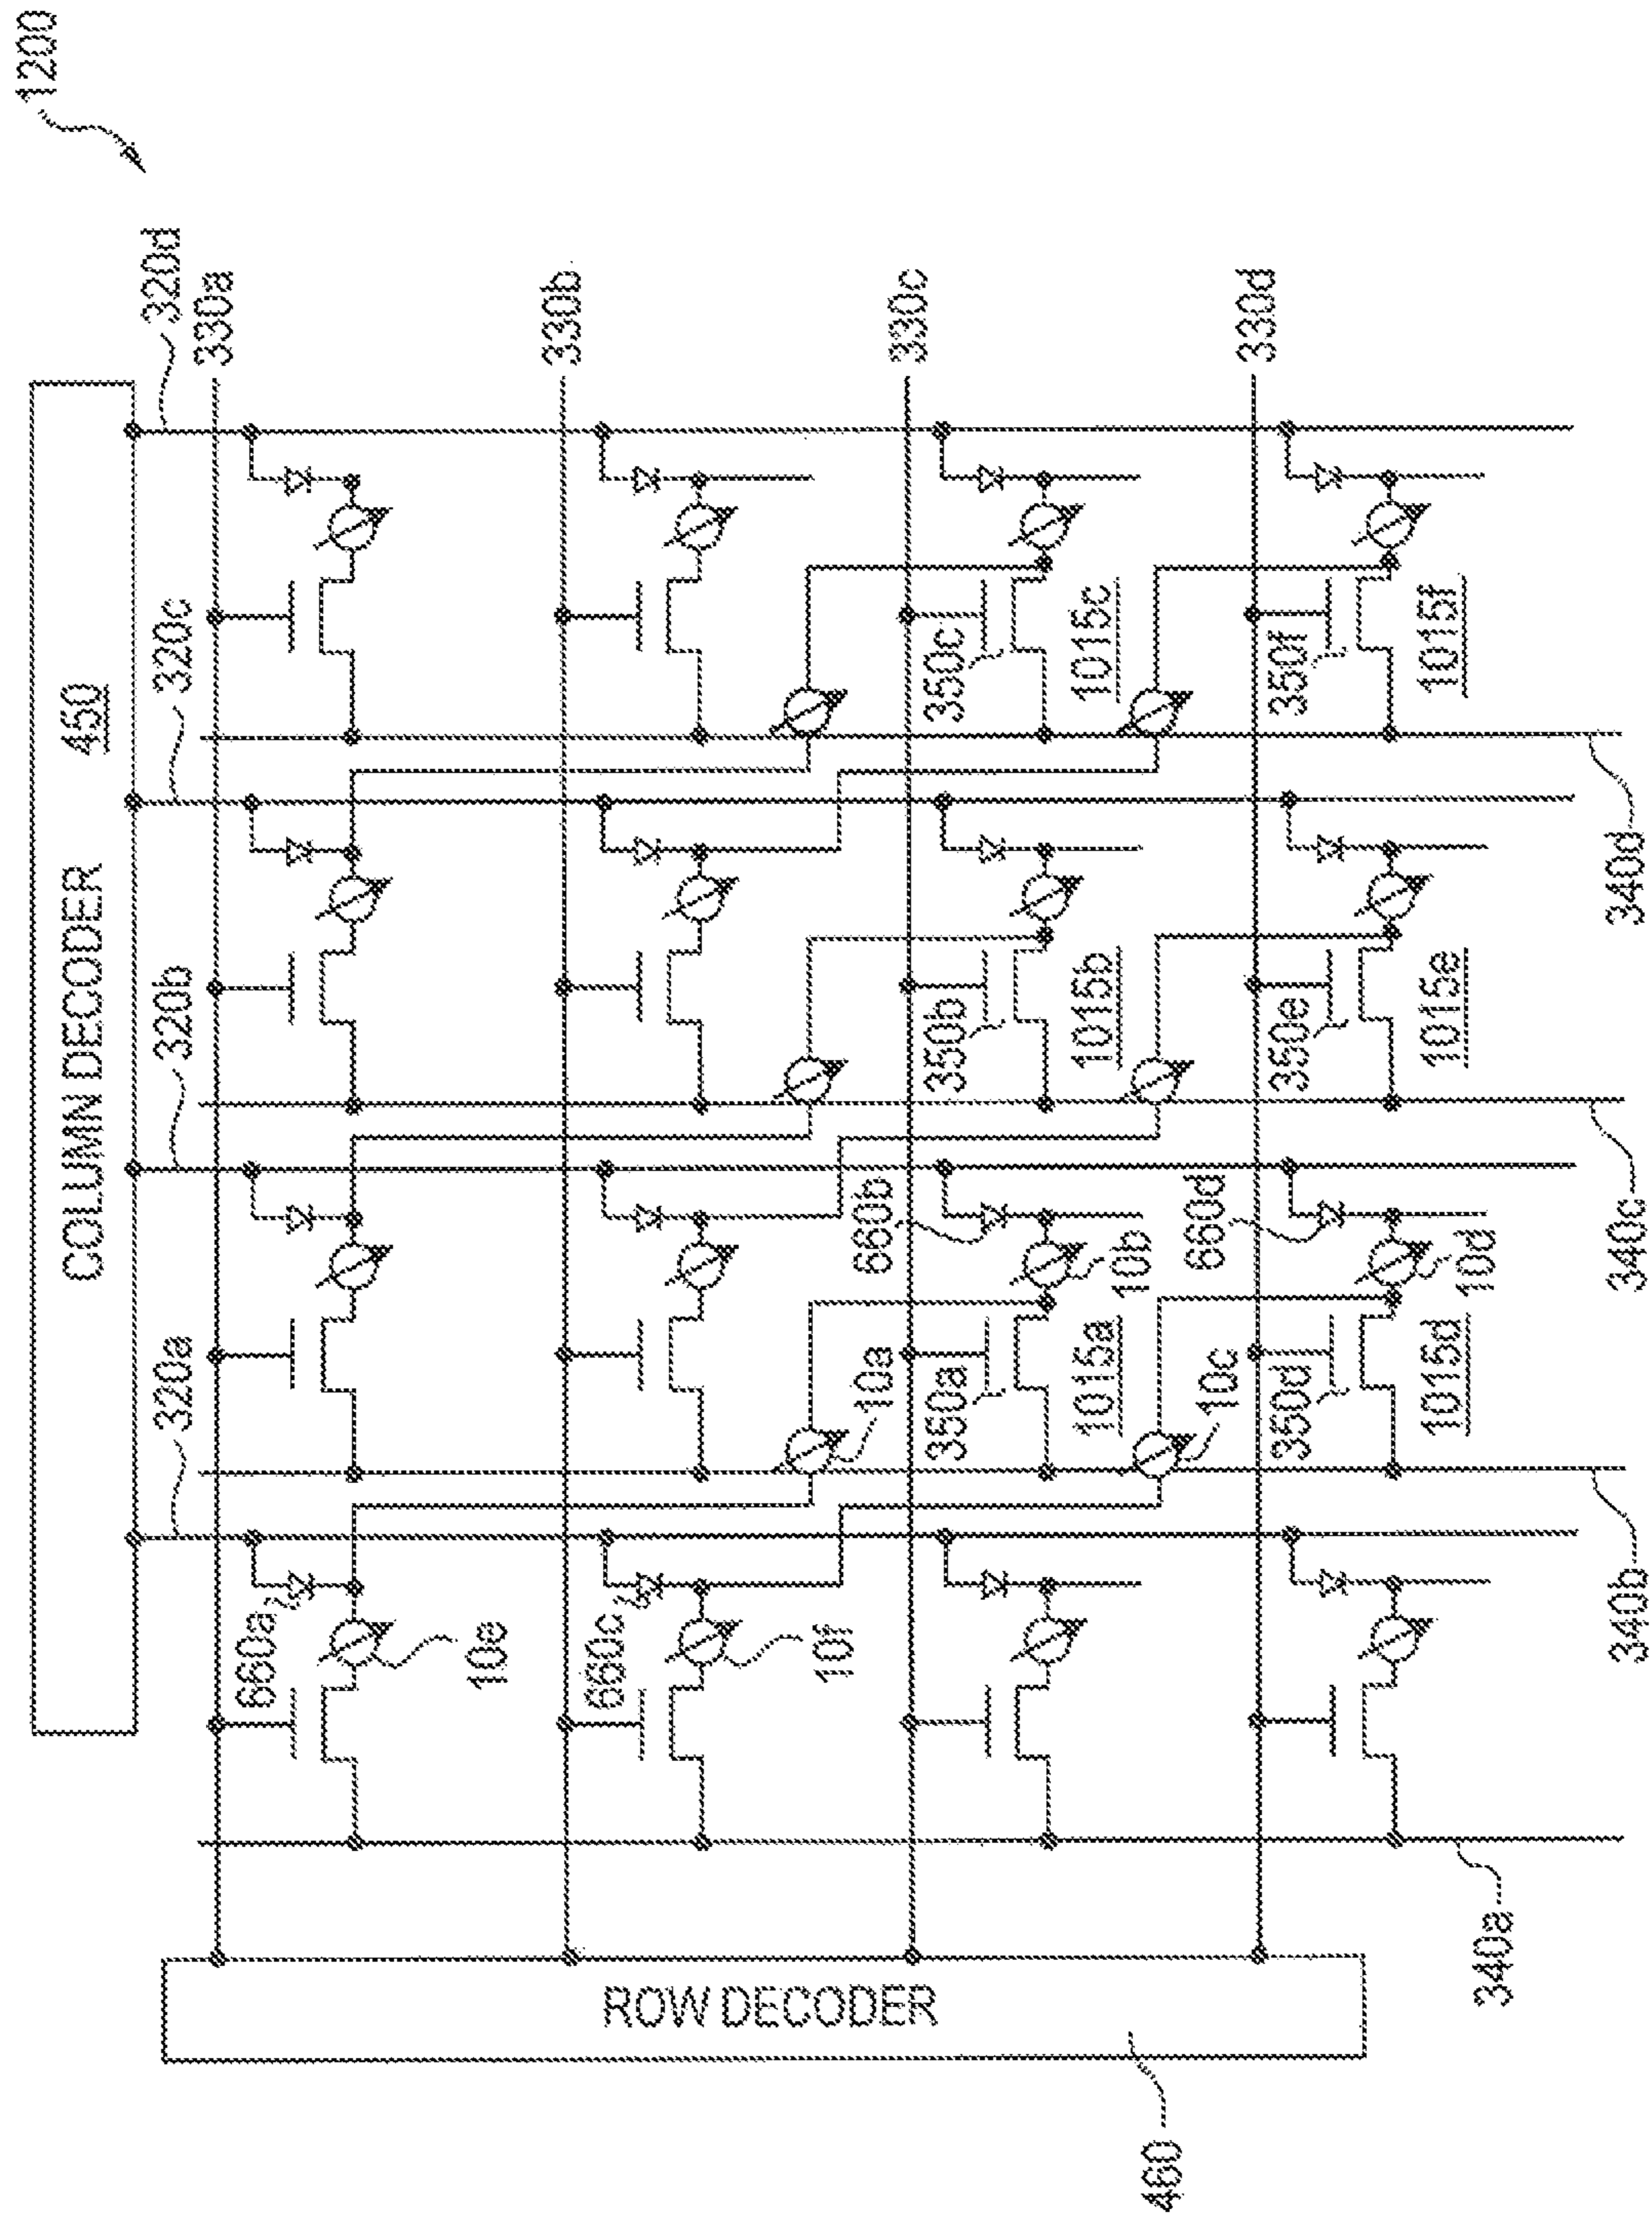 1200
COLUMN DECODER 450
320a
320b
320c
320d
330a
330b
330c
330d
660a
10e
660c
10f
10a
350a
1015a
660b
10b
10c
350d
1015d
660d
10d
350b
1015b
350e
1015e
350c
1015c
350f
1015f
ROW DECODER
460
340a
340b
340c
340d